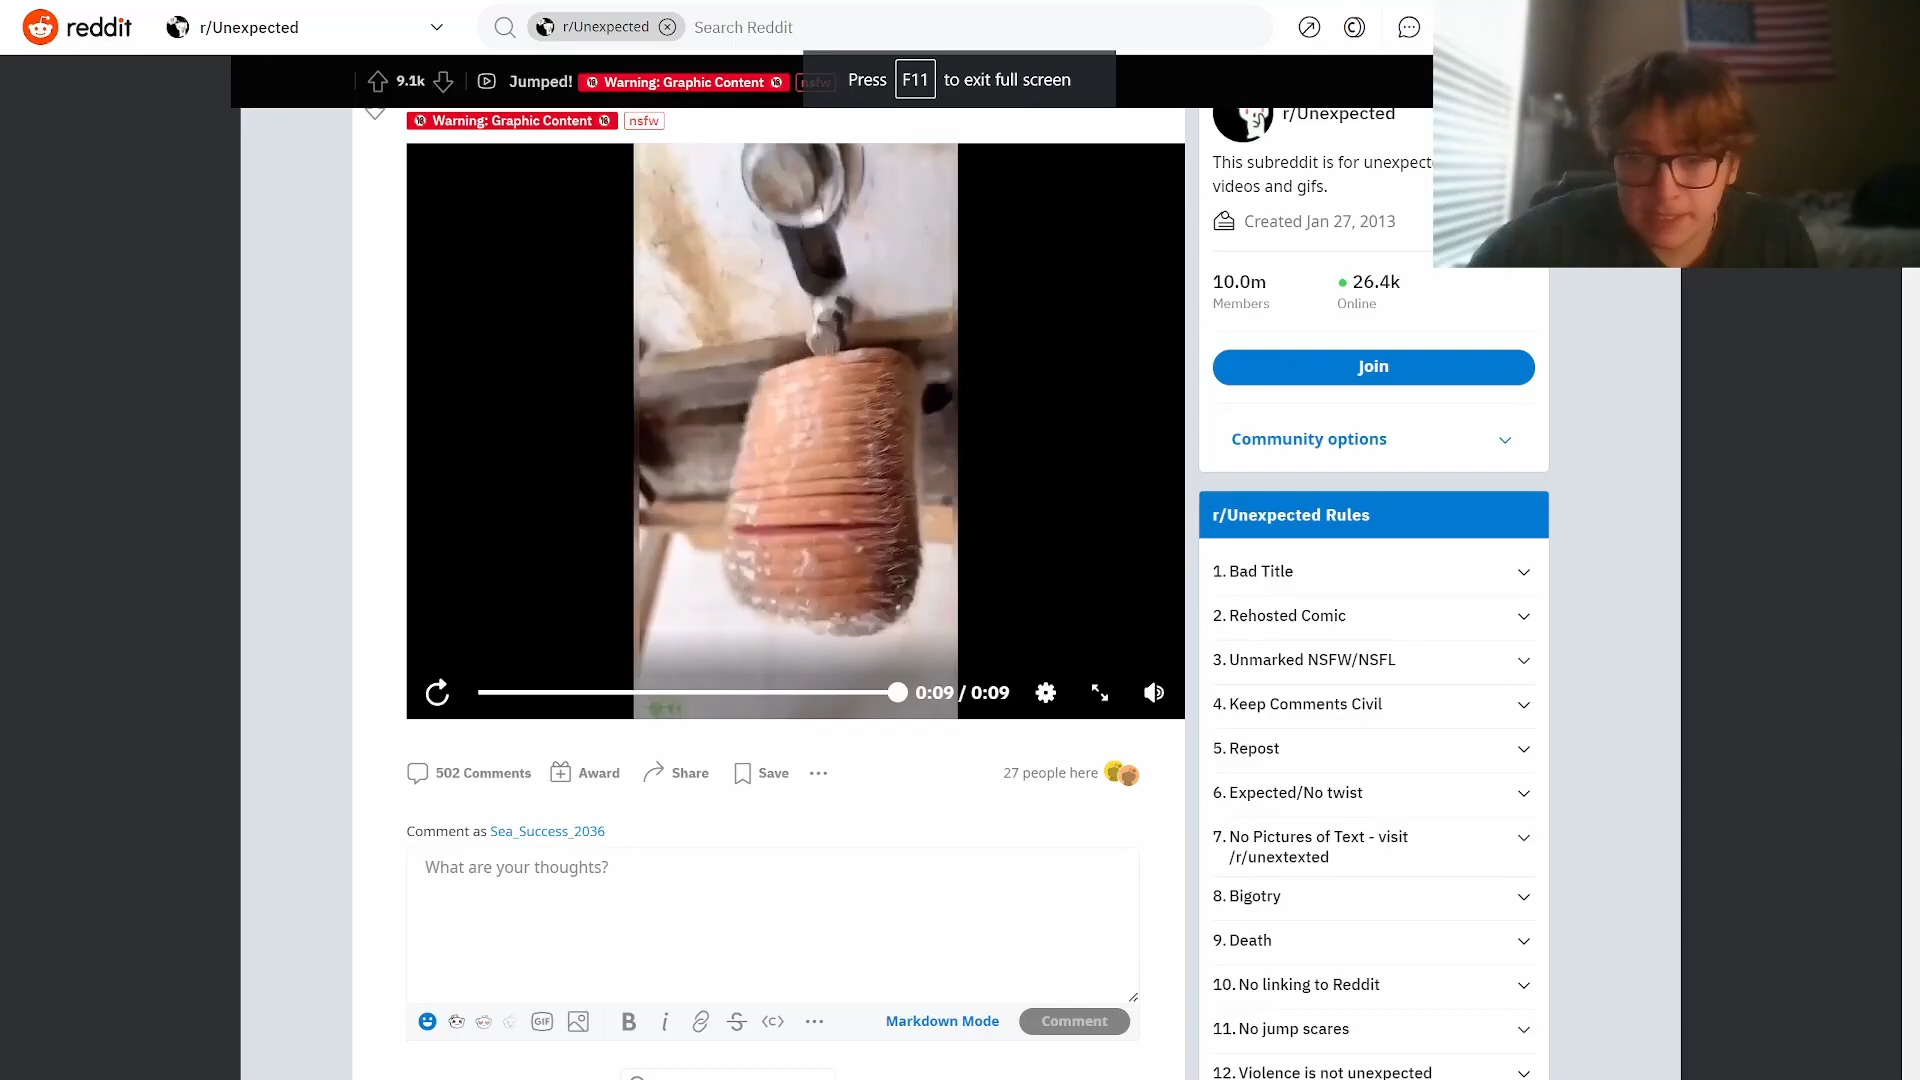 reddit
r/Unexpected
r/Unexpected
Search Reddit
9.1k
Jumped!
Warning: Graphic Content
nsfw
Press F11 to exit full screen
Warning: Graphic Content
nsfw
0:09 / 0:09
502 Comments
Award
Share
Save
27 people here
Comment as Sea_Success_2036
What are your thoughts?
GIF
B
i
S
<c>
Markdown Mode
Comment
r/Unexpected
This subreddit is for unexpect
videos and gifs.
Created Jan 27, 2013
10.0m
26.4k
Members
Online
Join
Community options
r/Unexpected Rules
1. Bad Title
2. Rehosted Comic
3. Unmarked NSFW/NSFL
4. Keep Comments Civil
5. Repost
6. Expected/No twist
7. No Pictures of Text - visit
/r/unextexted
8. Bigotry
9. Death
10. No linking to Reddit
11. No jump scares
12. Violence is not unexpected